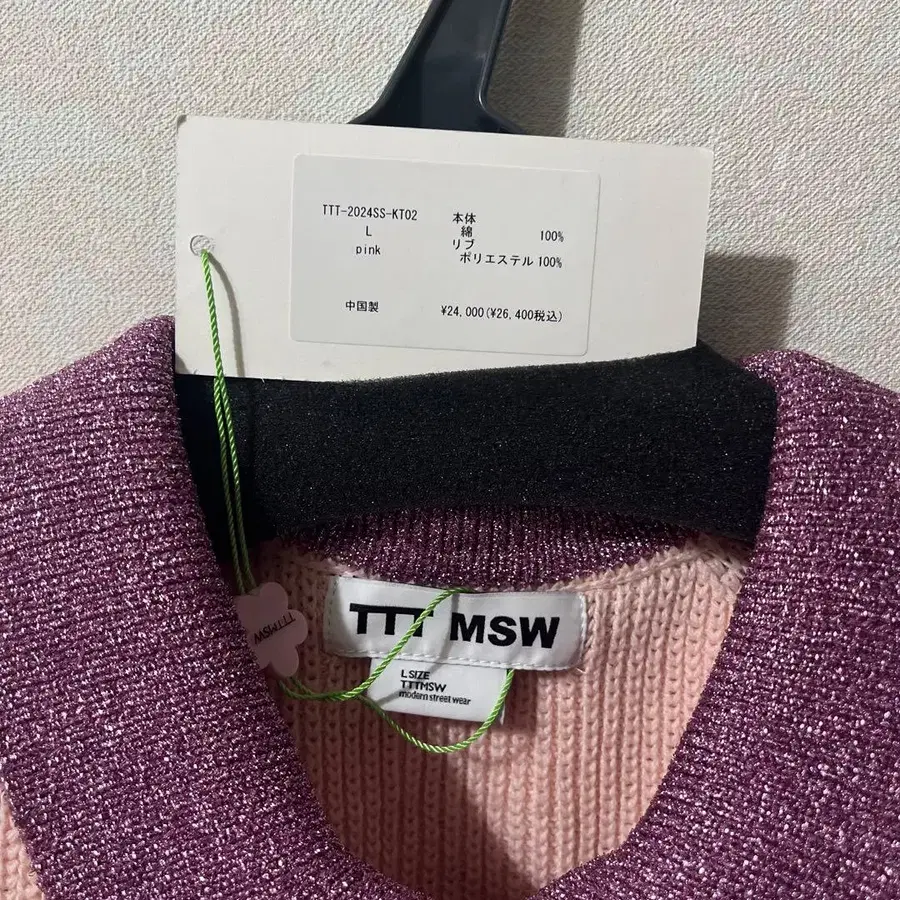 TTT-2024SS-KT02
L
pink
本体
綿 100%
リブ
ポリエステル 100%
中国製
¥24,000(¥26,400税込)
TTTMSW
TTT MSW
L SIZE
TTTMSW
modern street wear